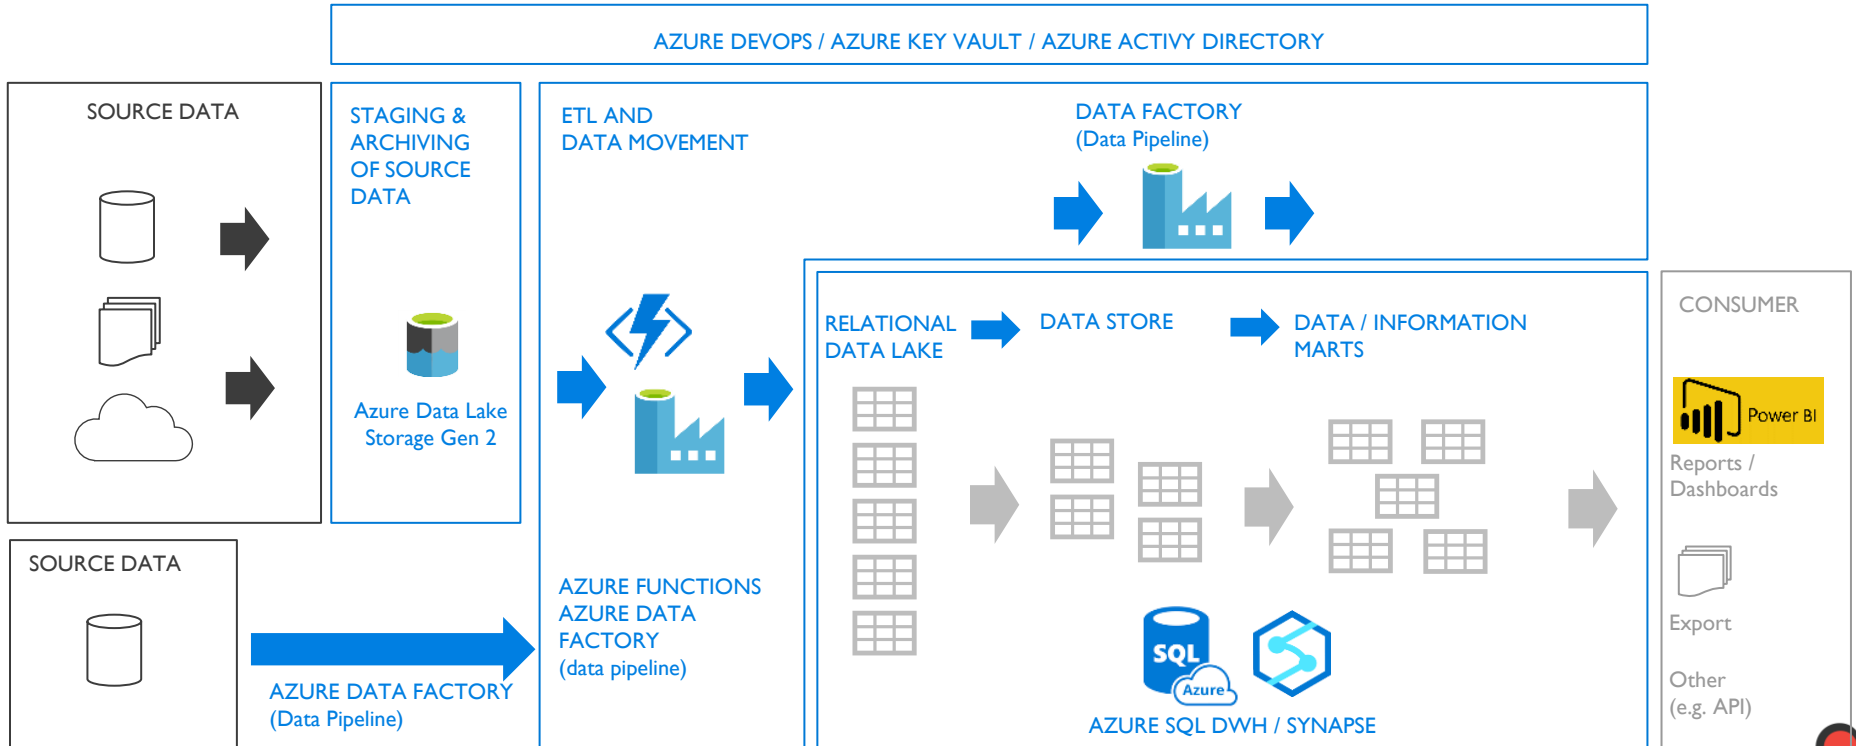 AZURE DEVOPS / AZURE KEY VAULT / AZURE ACTIVY DIRECTORY
SOURCE DATA
STAGING &
ARCHIVING
OF SOURCE
DATA
Azure Data Lake
Storage Gen 2
ETL AND
DATA MOVEMENT
DATA FACTORY
(Data Pipeline)
RELATIONAL
DATA LAKE
DATA STORE
DATA / INFORMATION
MARTS
CONSUMER
Power BI
Reports /
Dashboards
Export
Other
(e.g. API)
SOURCE DATA
AZURE DATA FACTORY
(Data Pipeline)
AZURE FUNCTIONS
AZURE DATA
FACTORY
(data pipeline)
SQL
Azure
AZURE SQL DWH / SYNAPSE